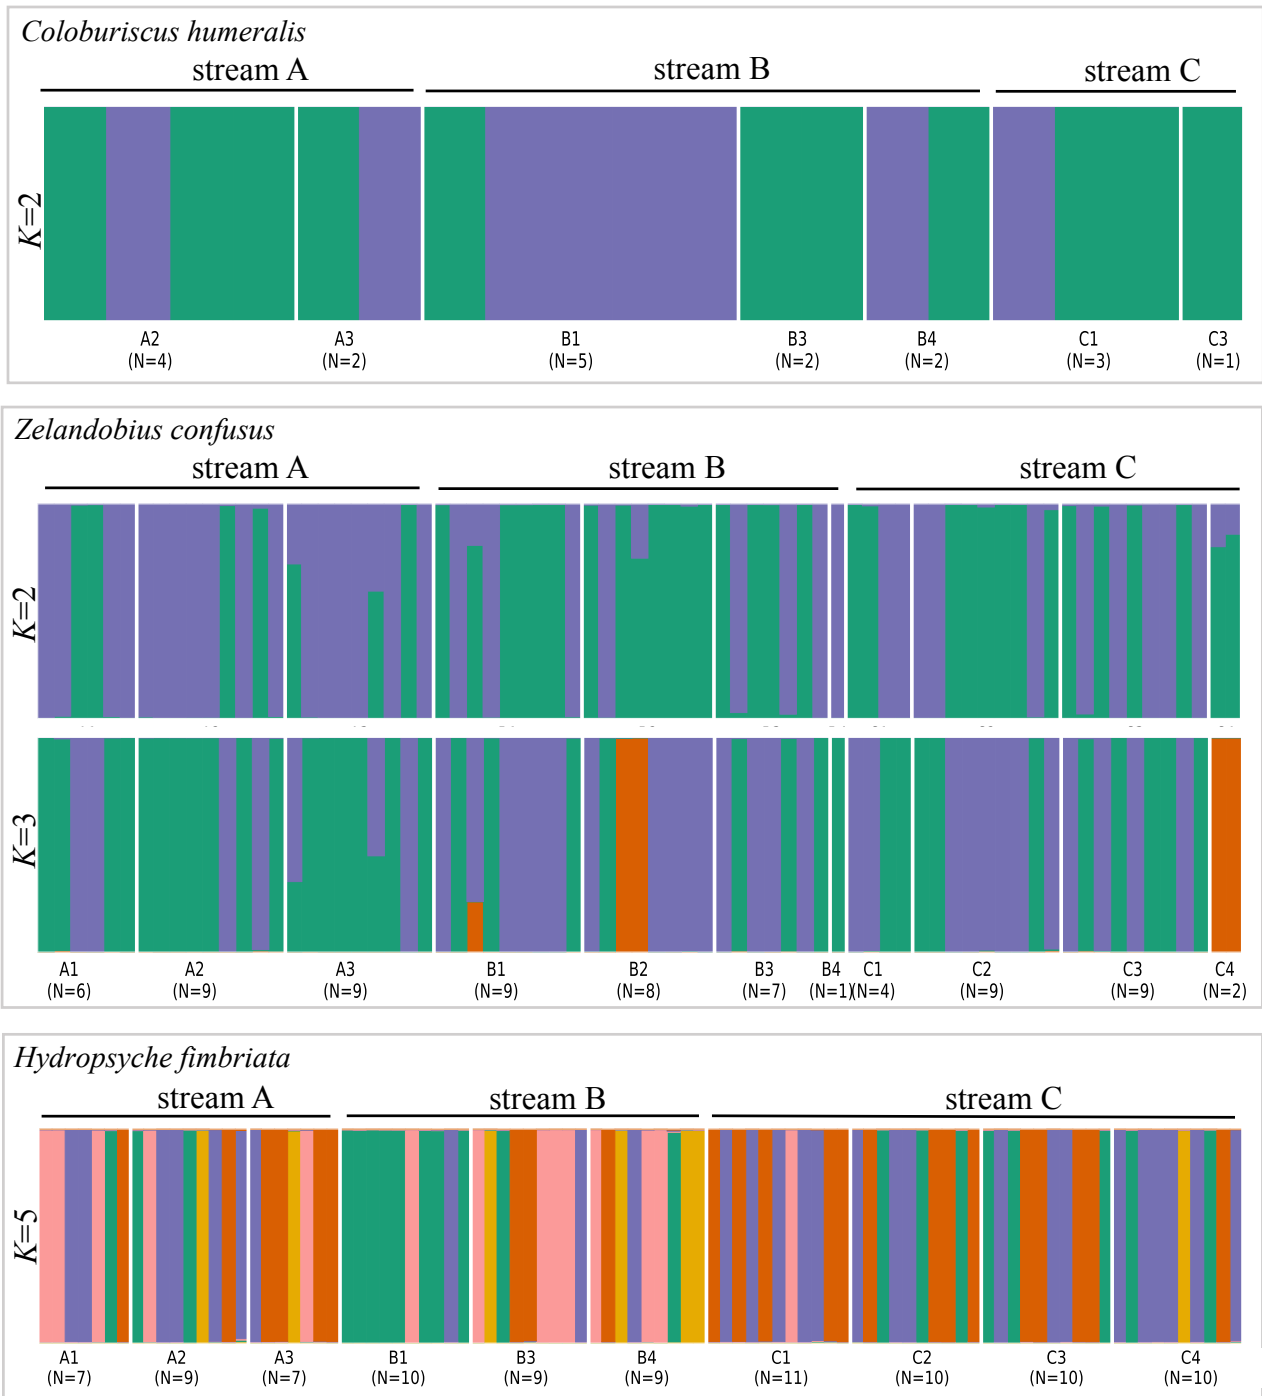 Coloburiscus humeralis
stream A stream B stream C
K=2
A2 A3 B1 B3 B4 C1 C3
(N=4) (N=2) (N=5) (N=2) (N=2) (N=3) (N=1)
Zelandobius confusus
stream A stream B stream C
K=2
K=3
A1 A2 A3 B1 B2 B3 B4 C1 C2 C3 C4
(N=6) (N=9) (N=9) (N=9) (N=8) (N=7) (N=1)(N=4) (N=9) (N=9) (N=2)
Hydropsyche fimbriata
stream A stream B stream C
K=5
A1 A2 A3 B1 B3 B4 C1 C2 C3 C4
(N=7) (N=9) (N=7) (N=10) (N=9) (N=9) (N=11) (N=10) (N=10) (N=10)